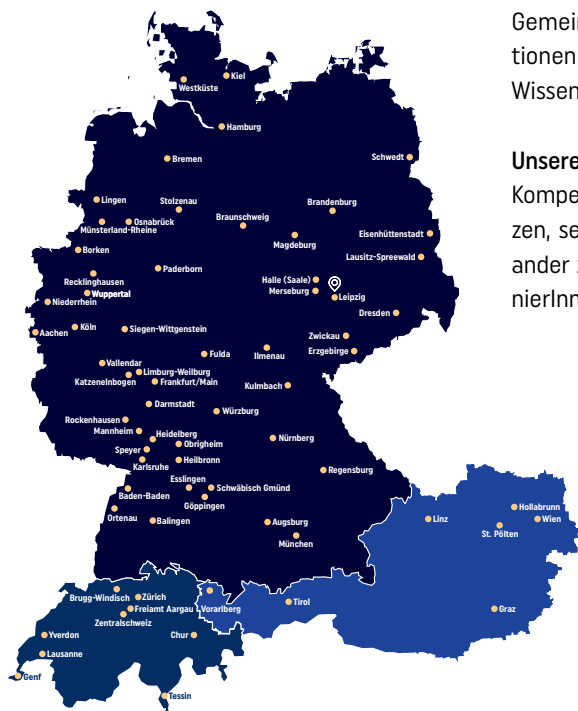 Gemein
tionen
Wissen
Unsere
Kompe
zen, se
ander z
nierInn
Kiel
Westküste
Hamburg
Bremen
Schwedt
Lingen
Stolzenau
Brandenburg
Osnabrück
Braunschweig
Münsterland-Rheine
Magdeburg
Eisenhüttenstadt
Borken
Lausitz-Spreewald
Paderborn
Recklinghausen
Halle (Saale)
Merseburg
Wuppertal
Leipzig
Niederrhein
Dresden
Köln
Siegen-Wittgenstein
Aachen
Zwickau
Fulda
Ilmenau
Erzgebirge
Vallendar
Limburg-Weilburg
Katzenelnbogen
Frankfurt/Main
Kulmbach
Darmstadt
Würzburg
Rockenhausen
Mannheim
Heidelberg
Nürnberg
Obrigheim
Speyer
Karlsruhe
Heilbronn
Regensburg
Esslingen
Baden-Baden
Schwäbisch Gmünd
Göppingen
Ortenau
Balingen
Augsburg
München
Hollabrunn
Linz
Wien
St. Pölten
Brugg-Windisch
Zürich
Vorarlberg
Tirol
Freiamt Aargau
Graz
Zentralschweiz
Yverdon
Chur
Lausanne
Genf
Tessin